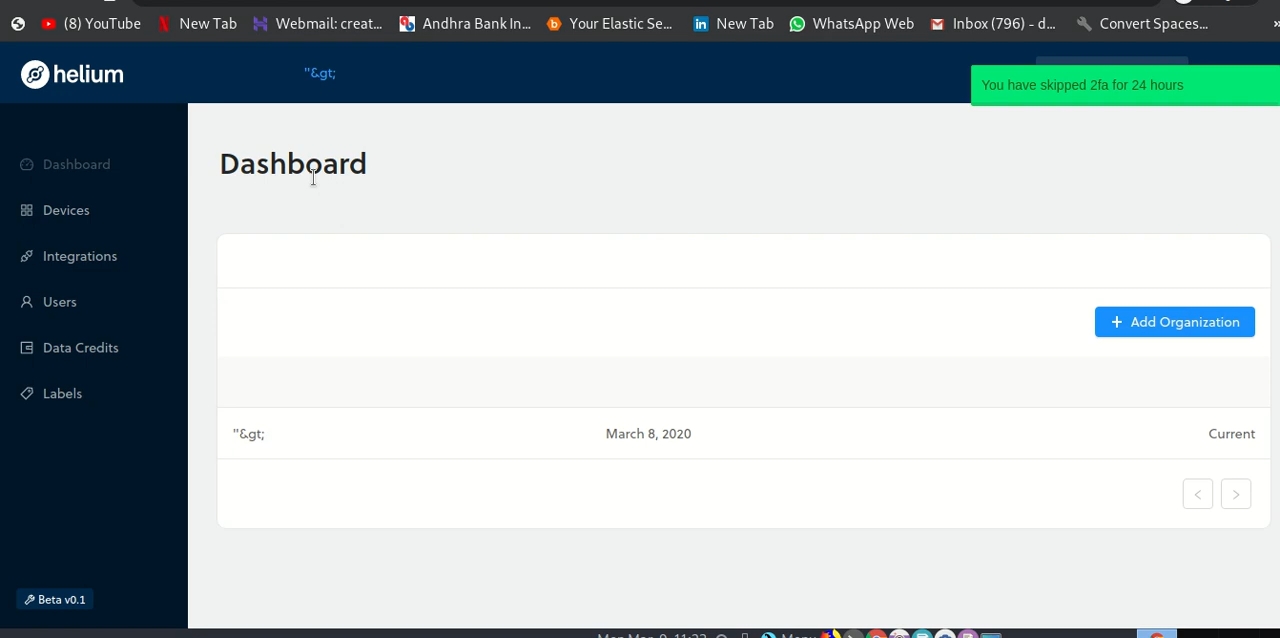 (8) YouTube New Tab Webmail: creat... Andhra Bank In... Your Elastic Se... New Tab WhatsApp Web Inbox (796) – d... Convert Spaces... »
helium "&gt;
You have skipped 2fa for 24 hours
Dashboard
Dashboard
Devices
Integrations
Users
Data Credits
Labels
+ Add Organization
"&gt; March 8, 2020 Current
< >
Beta v0.1